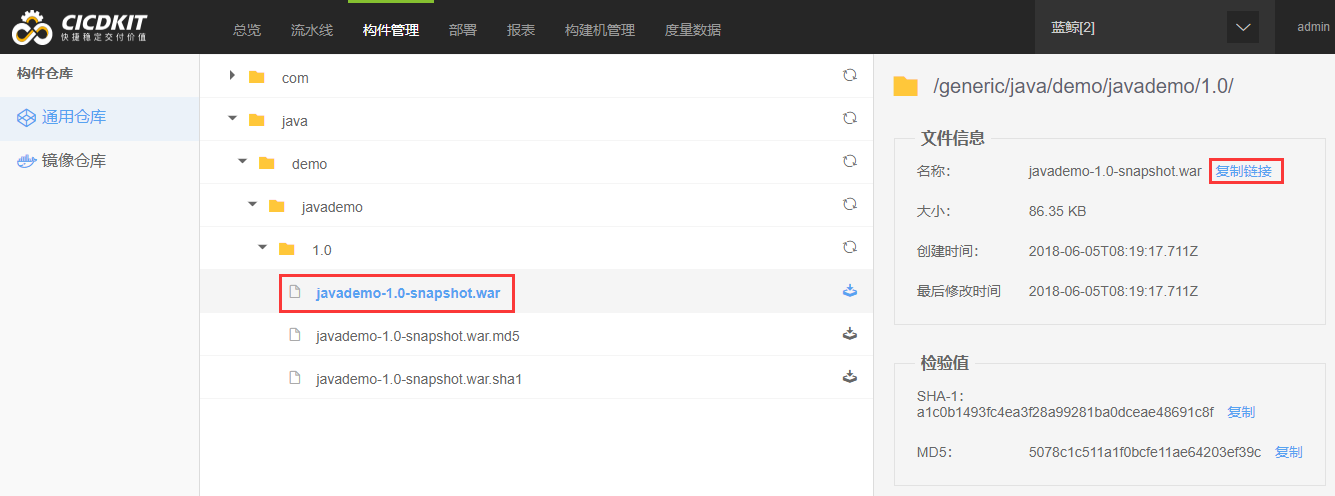 CICDKIT
快捷稳定交付价值
总览 流水线 构件管理 部署 报表 构建机管理 度量数据
蓝鲸[2]
admin
构件仓库
通用仓库
镜像仓库
com
java
demo
javademo
1.0
javademo-1.0-snapshot.war
javademo-1.0-snapshot.war.md5
javademo-1.0-snapshot.war.sha1
/generic/java/demo/javademo/1.0/
文件信息
名称： javademo-1.0-snapshot.war 复制链接
大小： 86.35 KB
创建时间： 2018-06-05T08:19:17.711Z
最后修改时间 2018-06-05T08:19:17.711Z
检验值
SHA-1：
a1c0b1493fc4ea3f28a99281ba0dceae48691c8f 复制
MD5： 5078c1c511a1f0bcfe11ae64203ef39c 复制